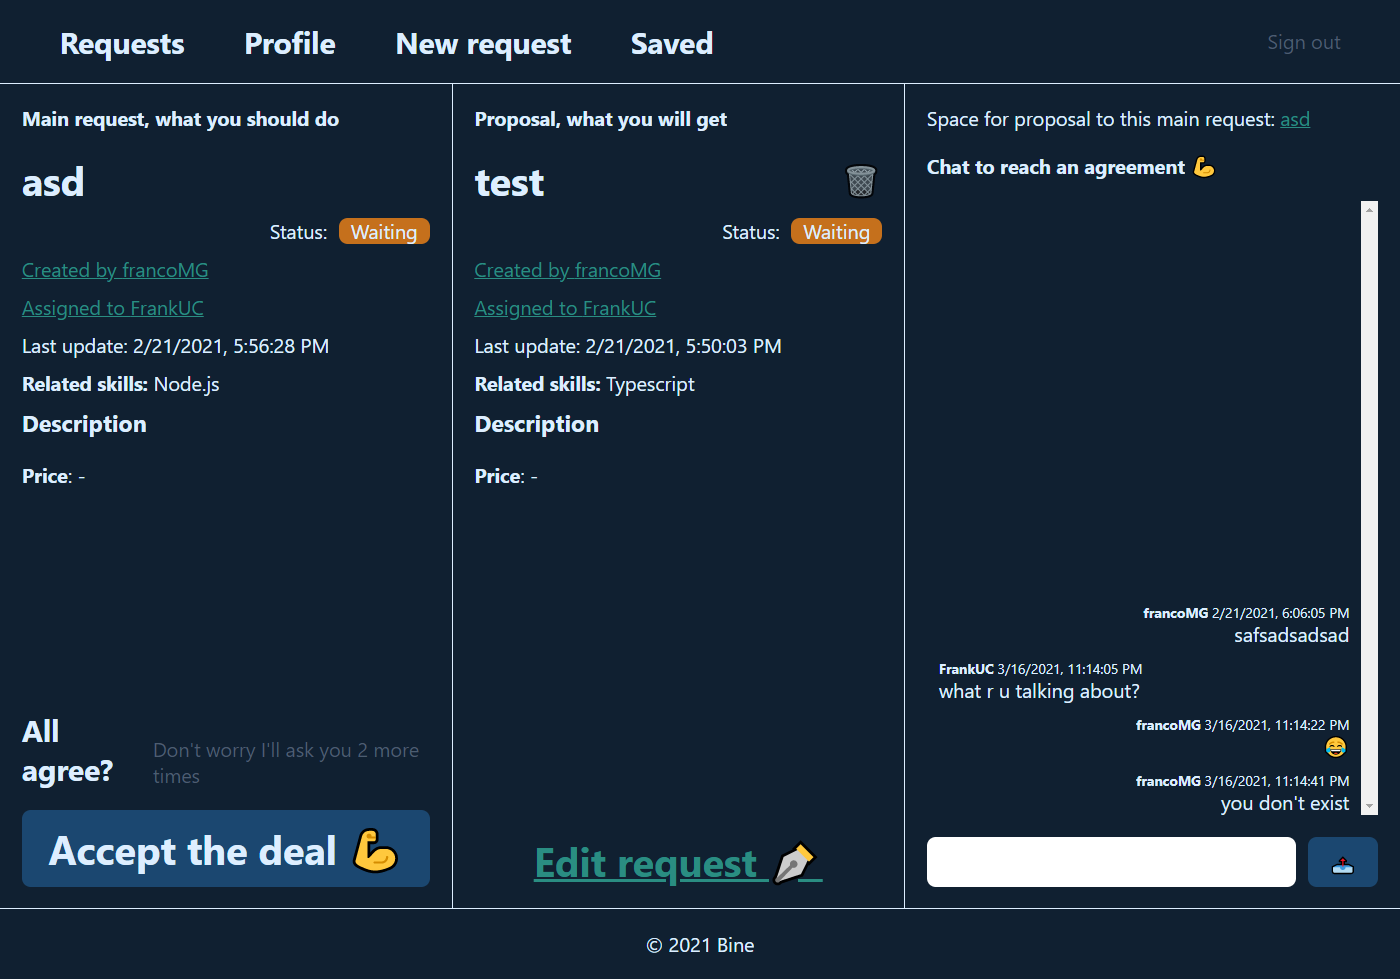 Requests Profile New request Saved Sign out
Main request, what you should do
asd
Status: Waiting
Created by francoMG
Assigned to FrankUC
Last update: 2/21/2021, 5:56:28 PM
Related skills: Node.js
Description
Price: -
All
agree?
Don't worry I'll ask you 2 more
times
Accept the deal 💪
Proposal, what you will get
test 🗑️
Status: Waiting
Created by francoMG
Assigned to FrankUC
Last update: 2/21/2021, 5:50:03 PM
Related skills: Typescript
Description
Price: -
Edit request 🖋️
Space for proposal to this main request: asd
Chat to reach an agreement 💪
francoMG 2/21/2021, 6:06:05 PM
safsadsadsad
FrankUC 3/16/2021, 11:14:05 PM
what r u talking about?
francoMG 3/16/2021, 11:14:22 PM
😂
francoMG 3/16/2021, 11:14:41 PM
you don't exist
📤
© 2021 Bine